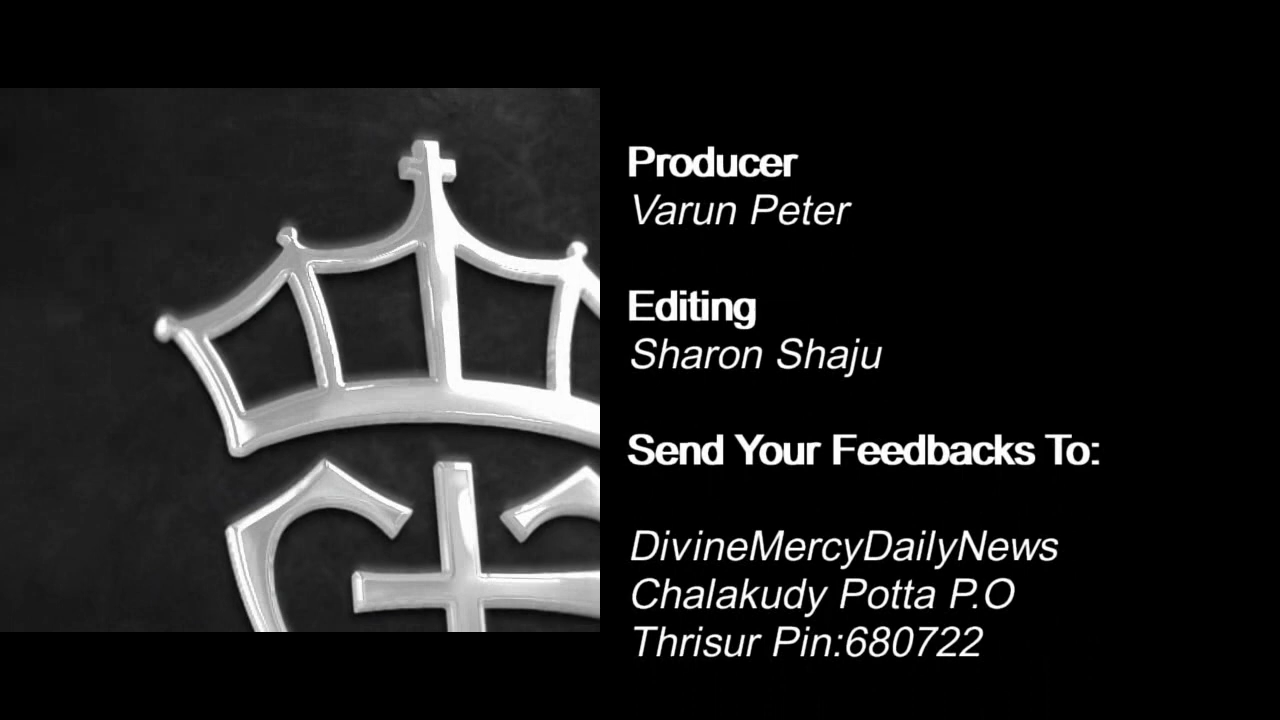 Producer
Varun Peter
Editing
Sharon Shaju
Send Your Feedbacks To:
DivineMercyDailyNews
Chalakudy Potta P.O
Thrisur Pin:680722